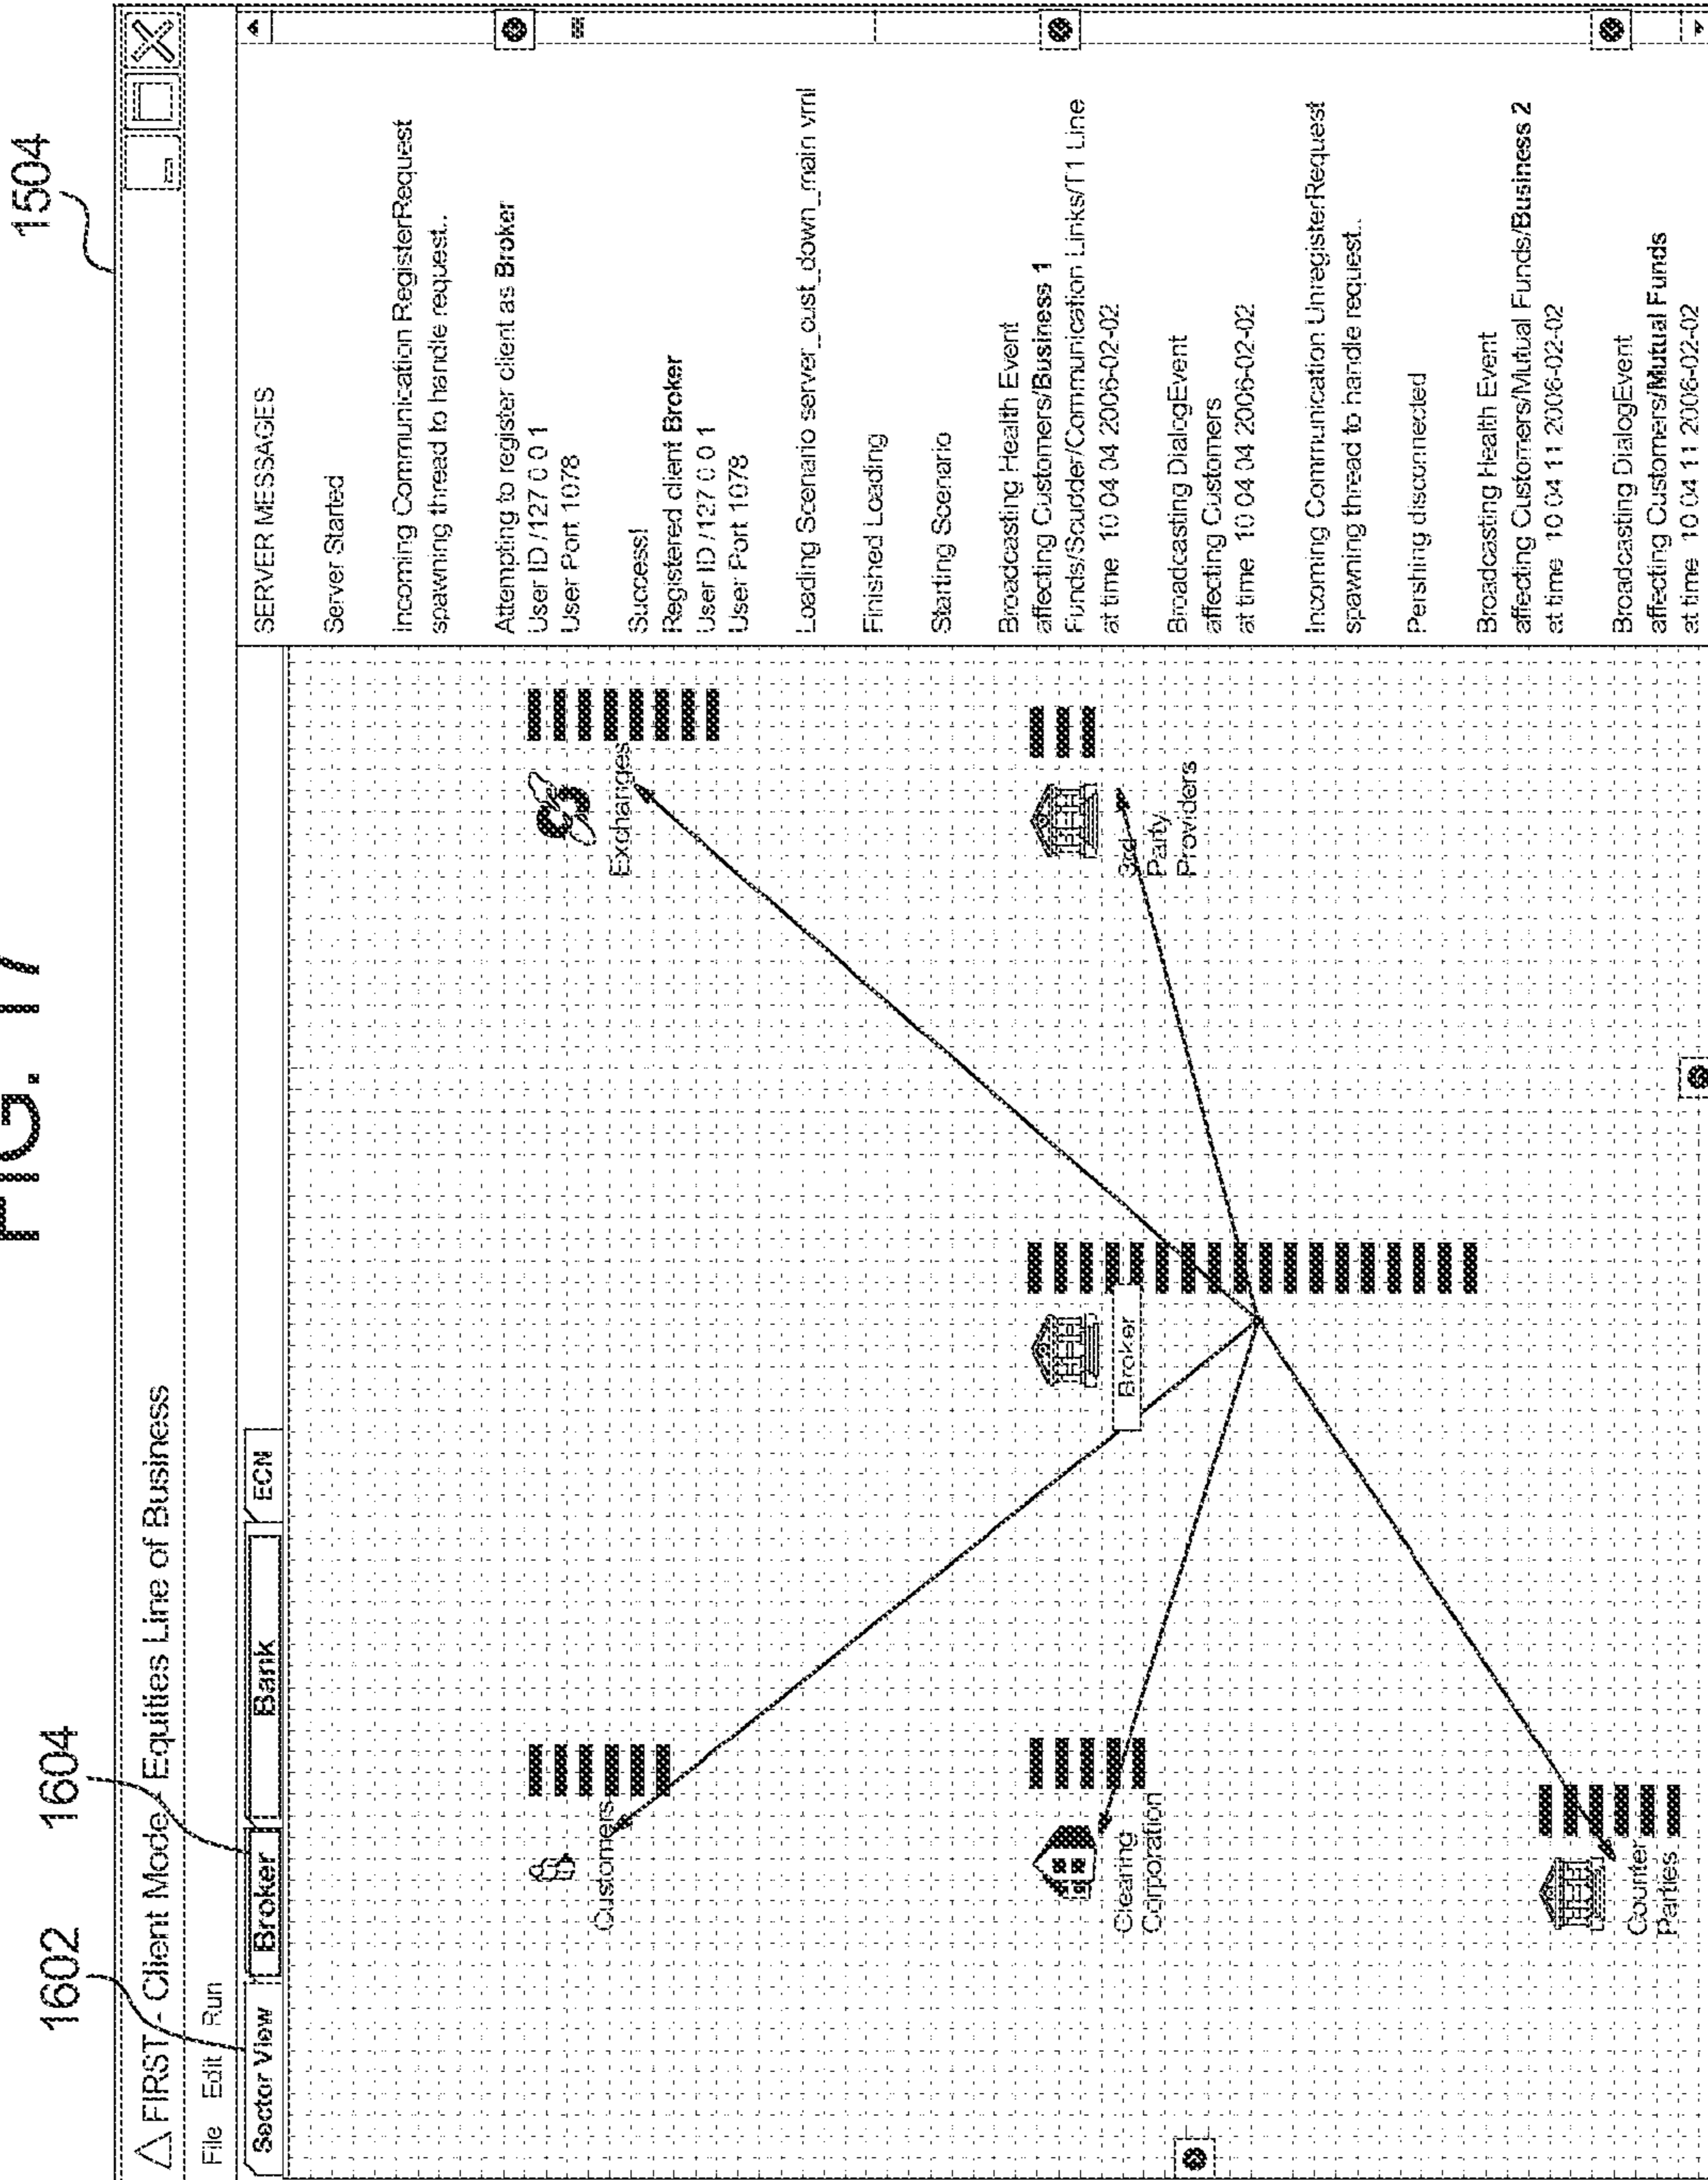 FIG. 17
1504
1602
1604
FIRST - Client Mode - Equities Line of Business
File Edit Run
Sector View
Broker
Bank
ECN
Customers
Exchanges
Clearing
Corporation
Broker
3rd
Party
Providers
Counter
Parties
SERVER MESSAGES
Server Started
Incoming Communication RegisterRequest
spawning thread to handle request..
Attempting to register client as Broker
User ID /127 0 0 1
User Port 1078
Success!
Registered client Broker
User ID /127 0 0 1
User Port 1078
Loading Scenario server_cust_down_main vml
Finished Loading
Starting Scenario
Broadcasting Health Event
affecting Customers/Business 1
Funds/Scudder/Communication Links/T1 Line
at time 10 04 04 2006-02-02
Broadcasting DialogEvent
affecting Customers
at time 10 04 04 2006-02-02
Incoming Communication UnregisterRequest
spawning thread to handle request..
Pershing disconnected
Broadcasting Health Event
affecting Customers/Mutual Funds/Business 2
at time 10 04 11 2006-02-02
Broadcasting DialogEvent
affecting Customers/Mutual Funds
at time 10 04 11 2006-02-02